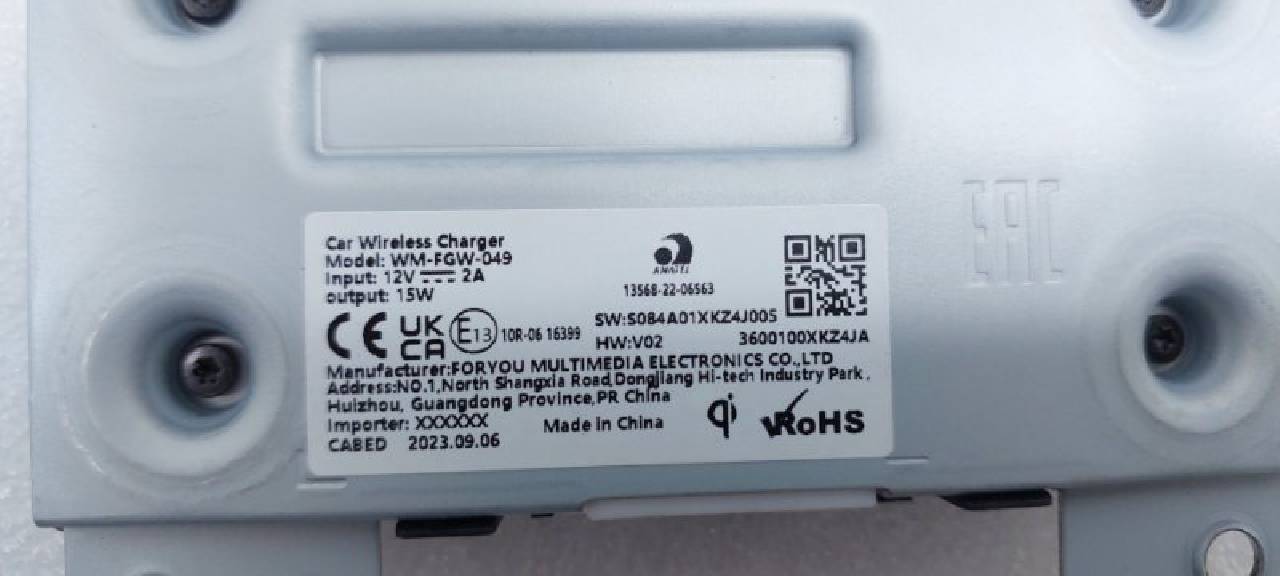 Car Wireless Charger
Model: WM-FGW-049
Input: 12V 2A
output: 15W
ANATEL
13568-22-06563
SW:S084A01XKZ4J005
HW:V02 3600100XKZ4JA
CE UK CA E13 10R-06 16399
Manufacturer:FORYOU MULTIMEDIA ELECTRONICS CO.,LTD
Address:NO.1,North Shangxia Road,Dongjiang Hi-tech Industry Park,
Huizhou, Guangdong Province,PR China
Importer: XXXXXX Made in China qi RoHS
CABED 2023.09.06
EAC